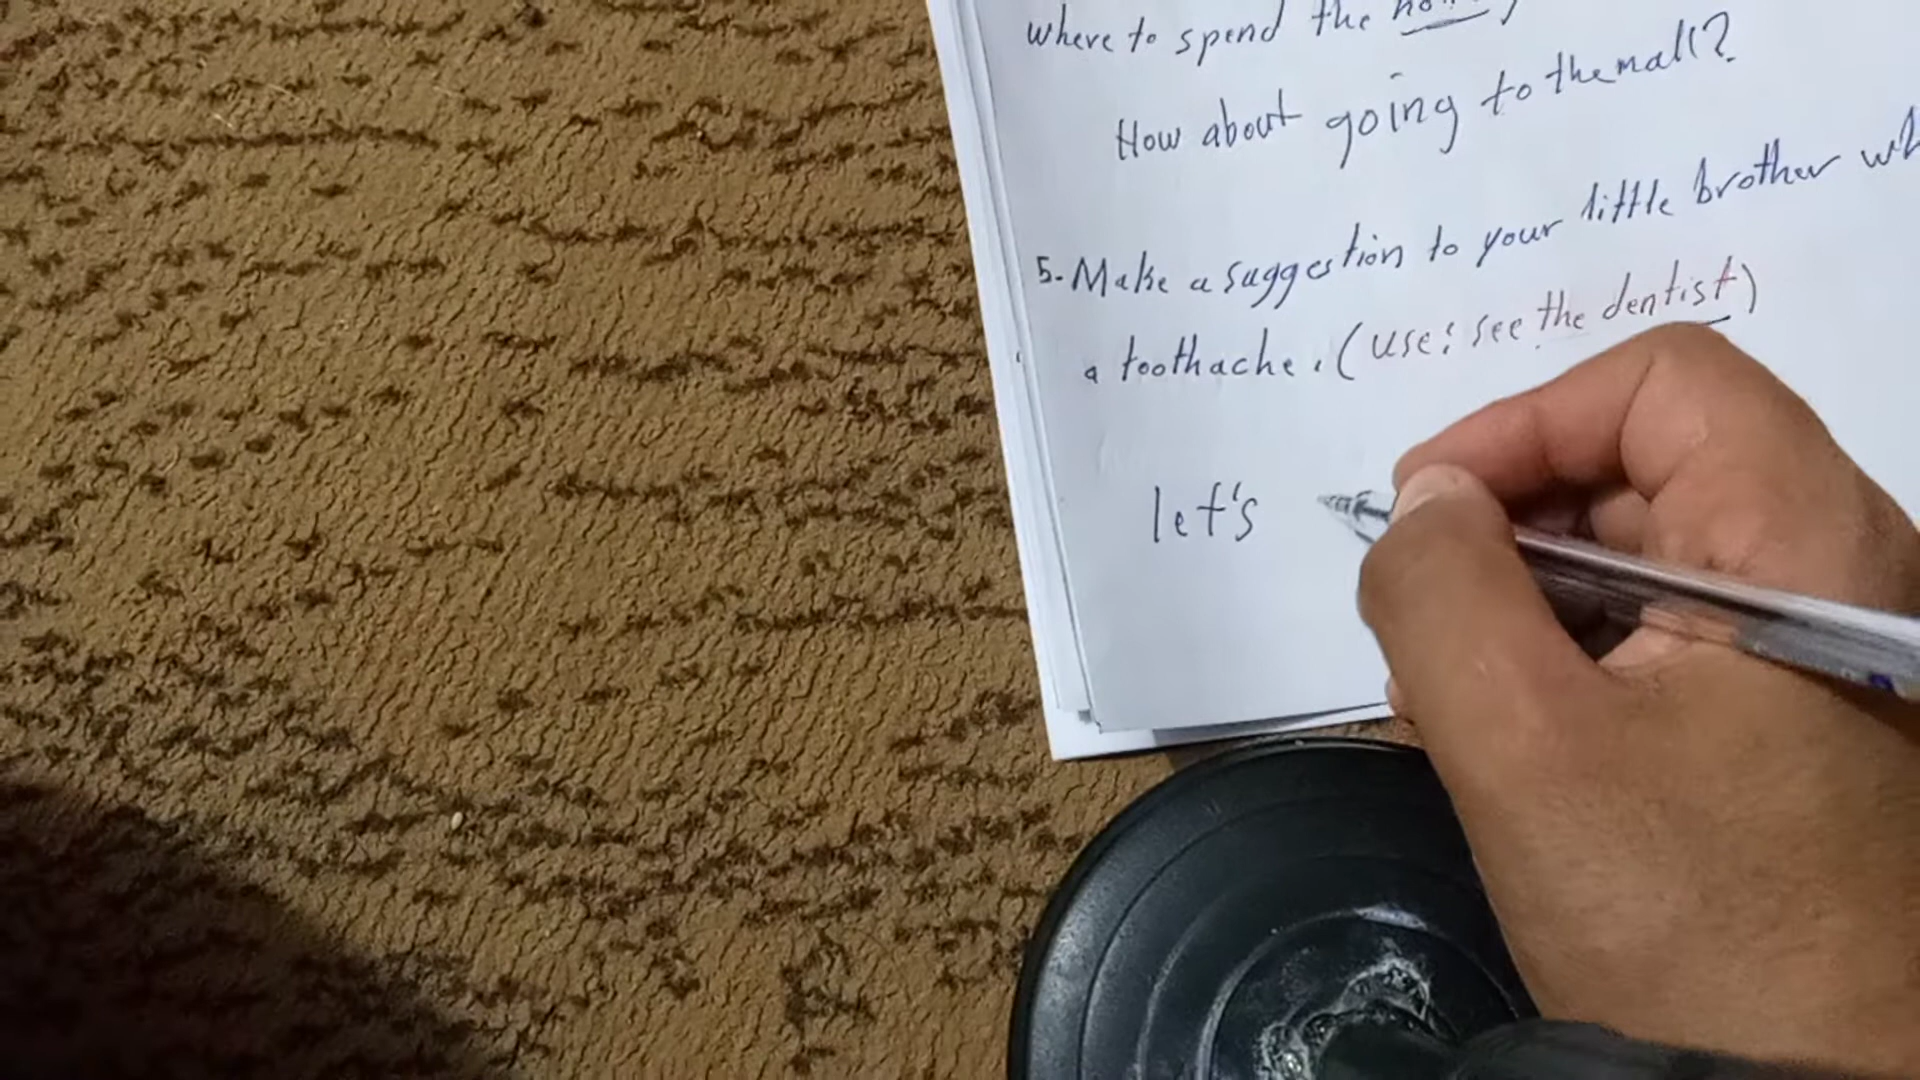 where to spend the
How about going to the mall?
5. Make a suggestion to your little brother
a toothache. (use: see the dentist)
let's